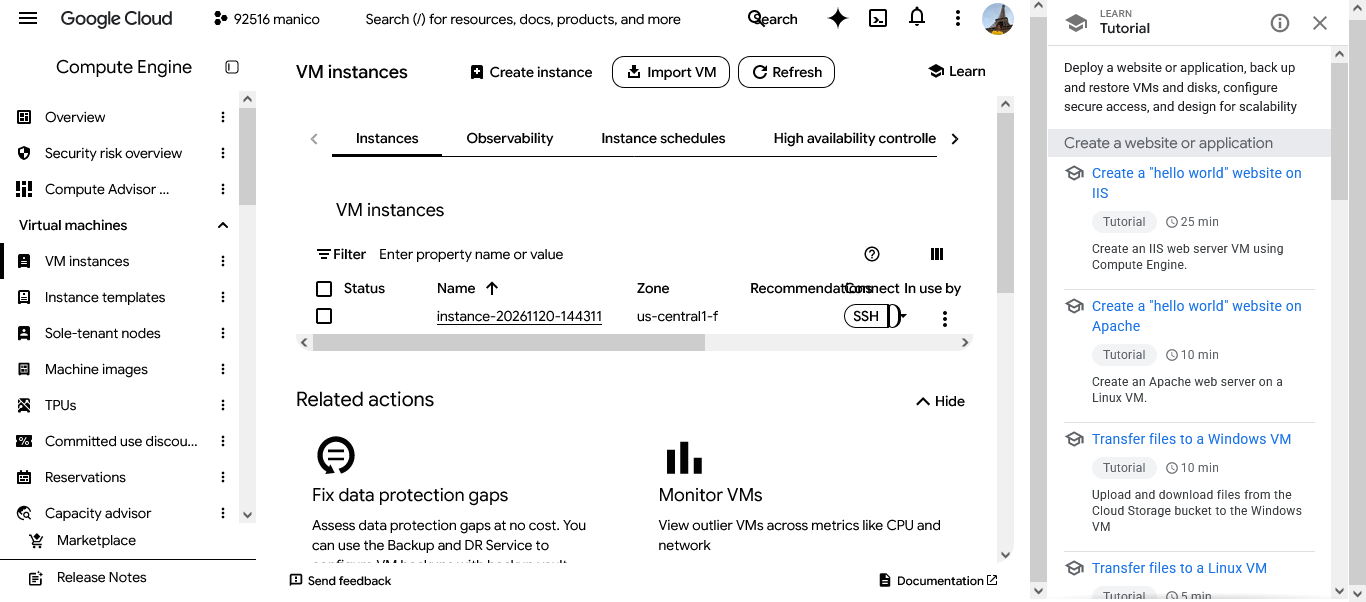 Google Cloud
92516 manico
Search (/) for resources, docs, products, and more
Search
Compute Engine
Overview
Security risk overview
Compute Advisor ...
Virtual machines
VM instances
Instance templates
Sole-tenant nodes
Machine images
TPUs
Committed use discou...
Reservations
Capacity advisor
Marketplace
Release Notes
VM instances
Create instance
Import VM
Refresh
Learn
Instances
Observability
Instance schedules
High availability controlle
VM instances
Filter Enter property name or value
Status Name Zone Recommendations Connect In use by
instance-20261120-144311 us-central1-f SSH
Related actions
Hide
Fix data protection gaps
Assess data protection gaps at no cost. You
can use the Backup and DR Service to
configure VM backups with backup vault
Monitor VMs
View outlier VMs across metrics like CPU and
network
Send feedback
Documentation
LEARN
Tutorial
Deploy a website or application, back up
and restore VMs and disks, configure
secure access, and design for scalability
Create a website or application
Create a "hello world" website on
IIS
Tutorial 25 min
Create an IIS web server VM using
Compute Engine.
Create a "hello world" website on
Apache
Tutorial 10 min
Create an Apache web server on a
Linux VM.
Transfer files to a Windows VM
Tutorial 10 min
Upload and download files from the
Cloud Storage bucket to the Windows
VM
Transfer files to a Linux VM
Tutorial 5 min